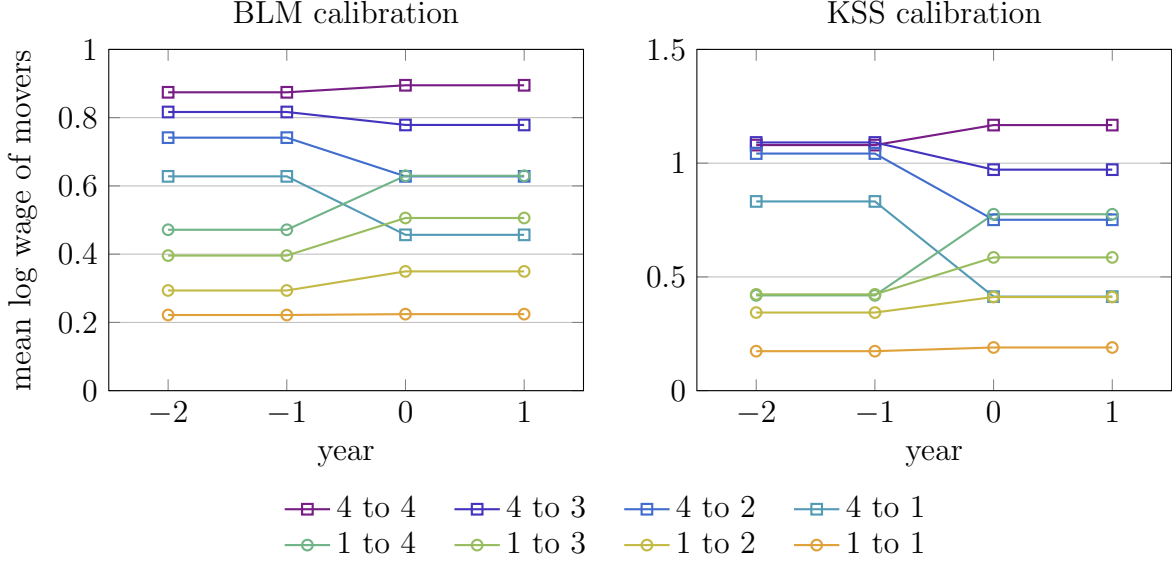 BLM calibration
KSS calibration
mean log wage of movers
1
0.8
0.6
0.4
0.2
0
−2 −1 0 1
year
1.5
1
0.5
0
−2 −1 0 1
year
4 to 4 4 to 3 4 to 2 4 to 1
1 to 4 1 to 3 1 to 2 1 to 1